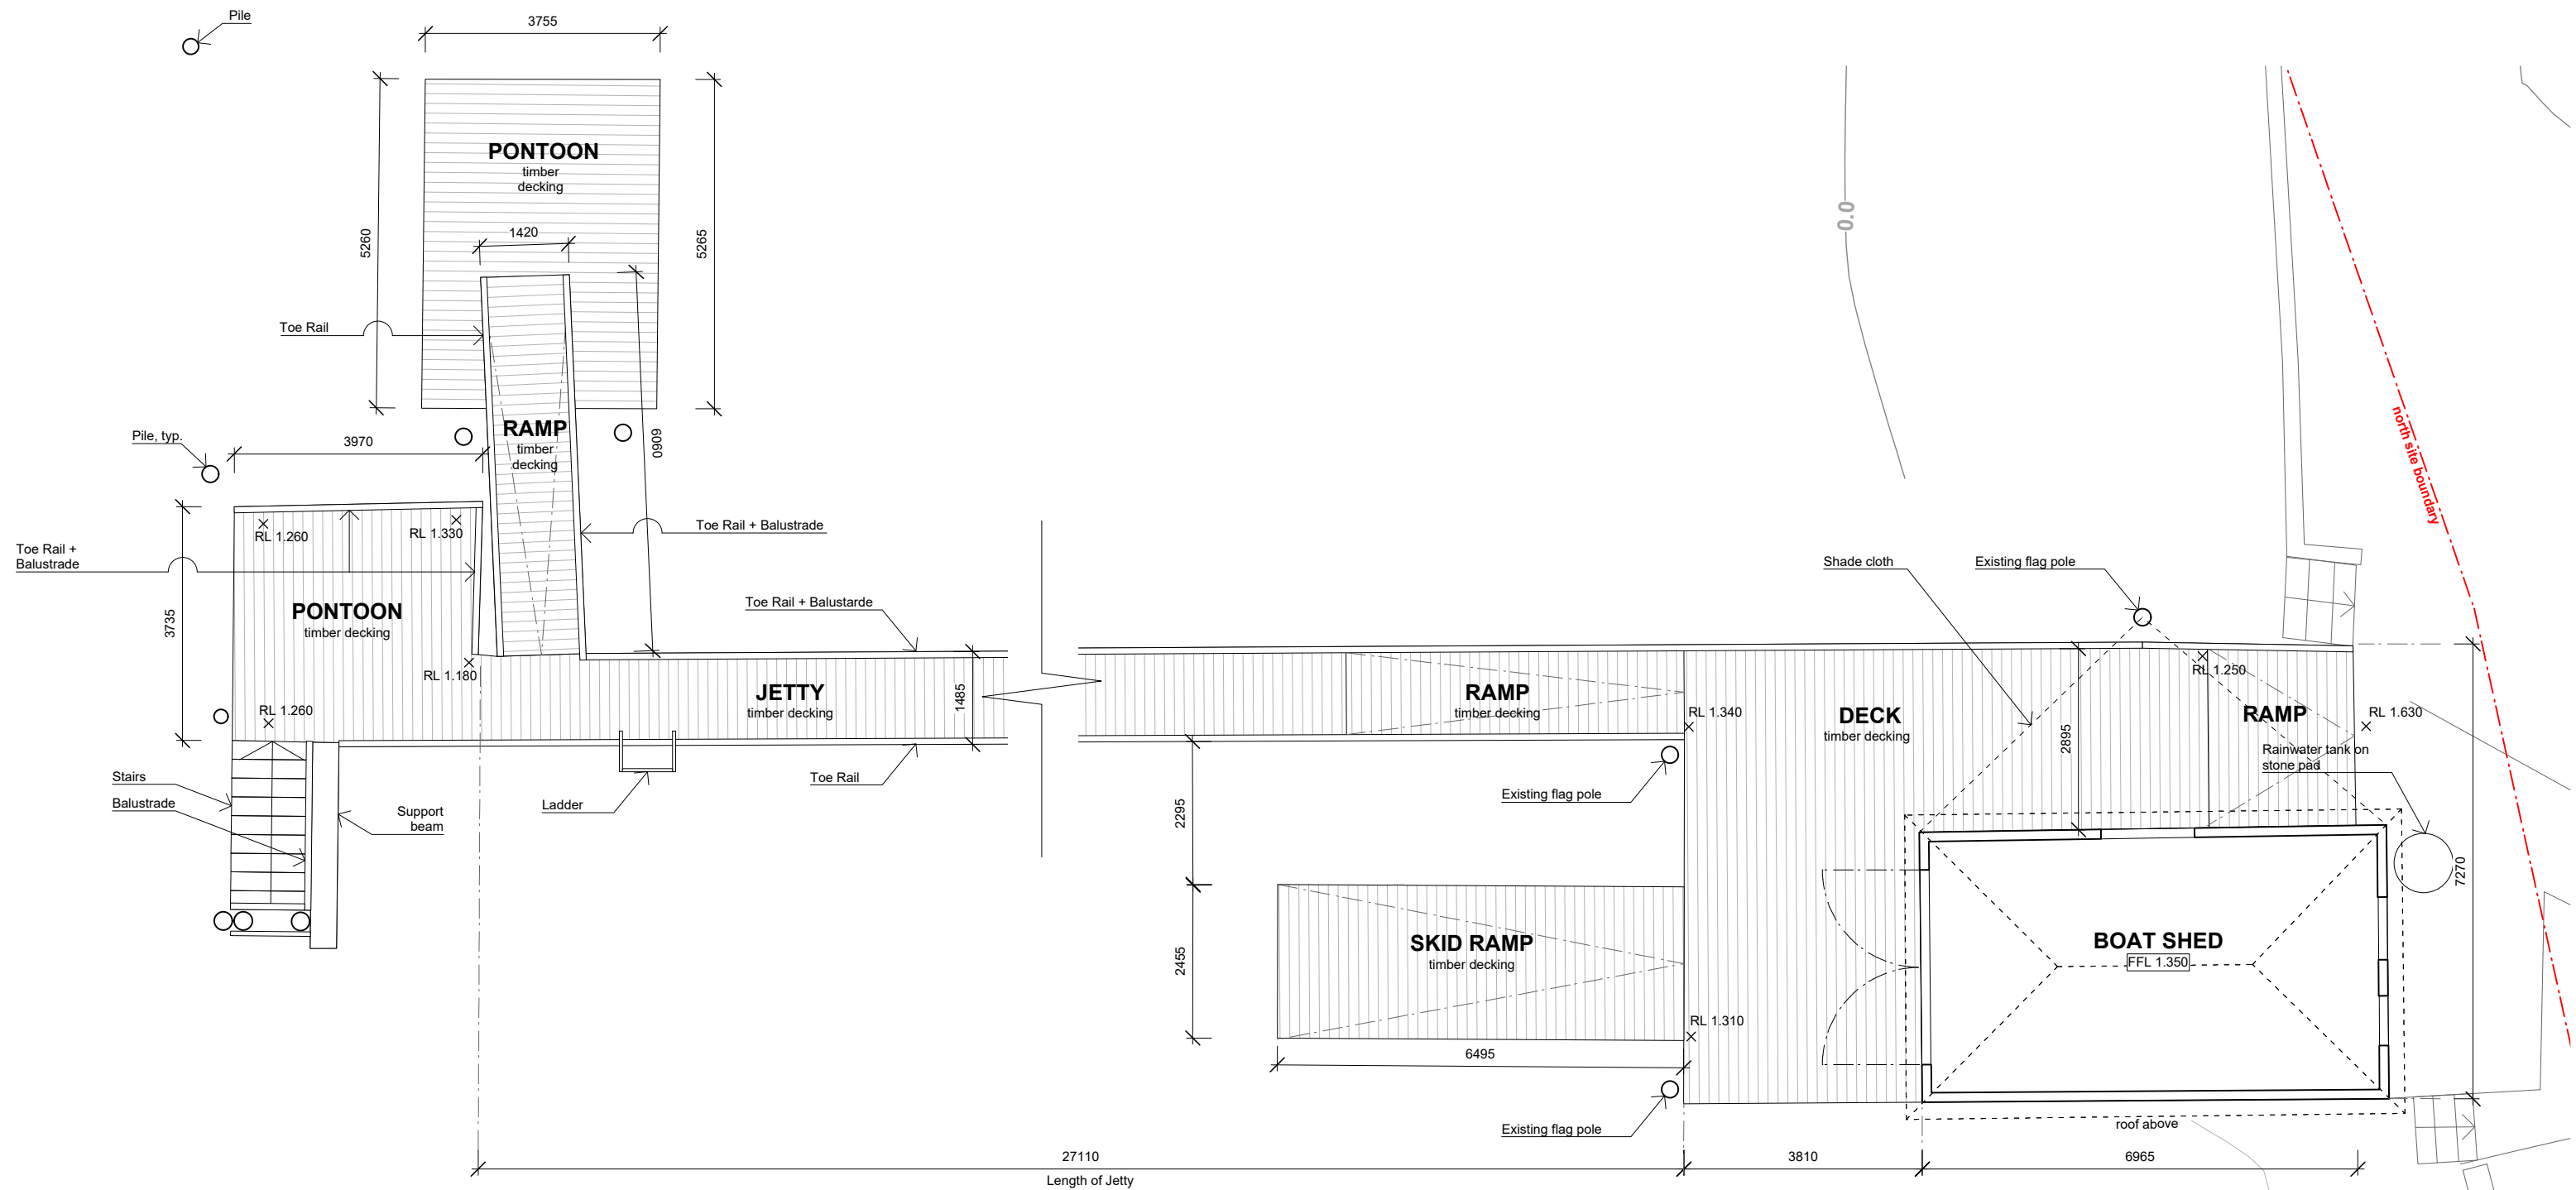 Pile
3755
PONTOON
timber
decking
5260
5265
1420
0.0
Toe Rail
RAMP
timber
decking
6090
Pile, typ.
3970
north site boundary
RL 1.260
RL 1.330
Toe Rail + Balustrade
Toe Rail +
Balustrade
Shade cloth
Existing flag pole
PONTOON
timber decking
3735
Toe Rail + Balustarde
RL 1.180
JETTY
timber decking
1485
RAMP
timber decking
RL 1.340
DECK
timber decking
2895
RL 1.250
RAMP
RL 1.630
RL 1.260
Rainwater tank on
stone pad
Stairs
Balustrade
Support
beam
Ladder
Toe Rail
Existing flag pole
2295
7270
SKID RAMP
timber decking
2455
BOAT SHED
FFL 1.350
RL 1.310
6495
Existing flag pole
roof above
27110
Length of Jetty
3810
6965